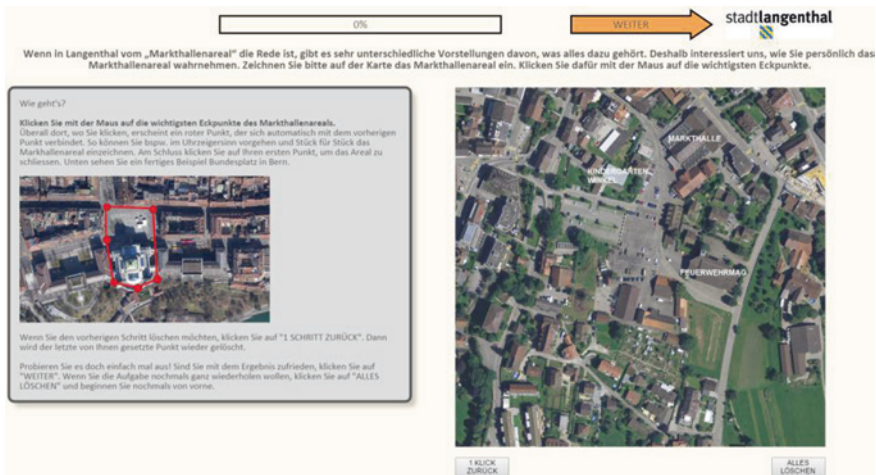 0%
WEITER
stadtlangenthal
Wenn in Langenthal vom „Markthallenareal“ die Rede ist, gibt es sehr unterschiedliche Vorstellungen davon, was alles dazu gehört. Deshalb interessiert uns, wie Sie persönlich das
Markthallenareal wahrnehmen. Zeichnen Sie bitte auf der Karte das Markthallenareal ein. Klicken Sie dafür mit der Maus auf die wichtigsten Eckpunkte.
Wie geht's?
Klicken Sie mit der Maus auf die wichtigsten Eckpunkte des Markthallenareals.
Überall dort, wo Sie klicken, erscheint ein roter Punkt, der sich automatisch mit dem vorherigen
Punkt verbindet. So können Sie bspw. im Uhrzeigersinn vorgehen und Stück für Stück das
Markhallenareal einzeichnen. Am Schluss klicken Sie auf Ihren ersten Punkt, um das Areal zu
schliessen. Unten sehen Sie ein fertiges Beispiel Bundesplatz in Bern.
Wenn Sie den vorherigen Schritt löschen möchten, klicken Sie auf "1 SCHRITT ZURÜCK". Dann
wird der letzte von Ihnen gesetzte Punkt wieder gelöscht.
Probieren Sie es doch einfach mal aus! Sind Sie mit dem Ergebnis zufrieden, klicken Sie auf
"WEITER". Wenn Sie die Aufgabe nochmals ganz wiederholen wollen, klicken Sie auf "ALLES
LÖSCHEN" und beginnen Sie nochmals von vorne.
MARKTHALLE
KINDERGARTEN
WINKEL
FEUERWEHRMAG.
1 KLICK
ZURÜCK
ALLES
LÖSCHEN